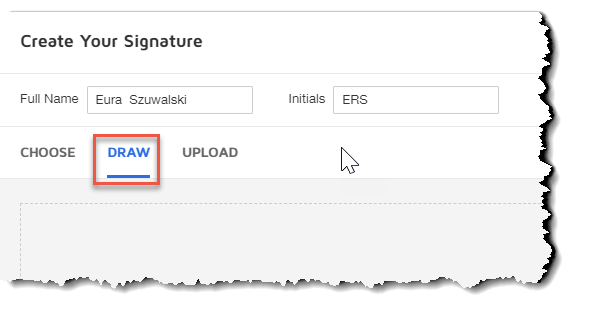 Create Your Signature
Full Name Eura Szuwalski Initials ERS
CHOOSE DRAW UPLOAD